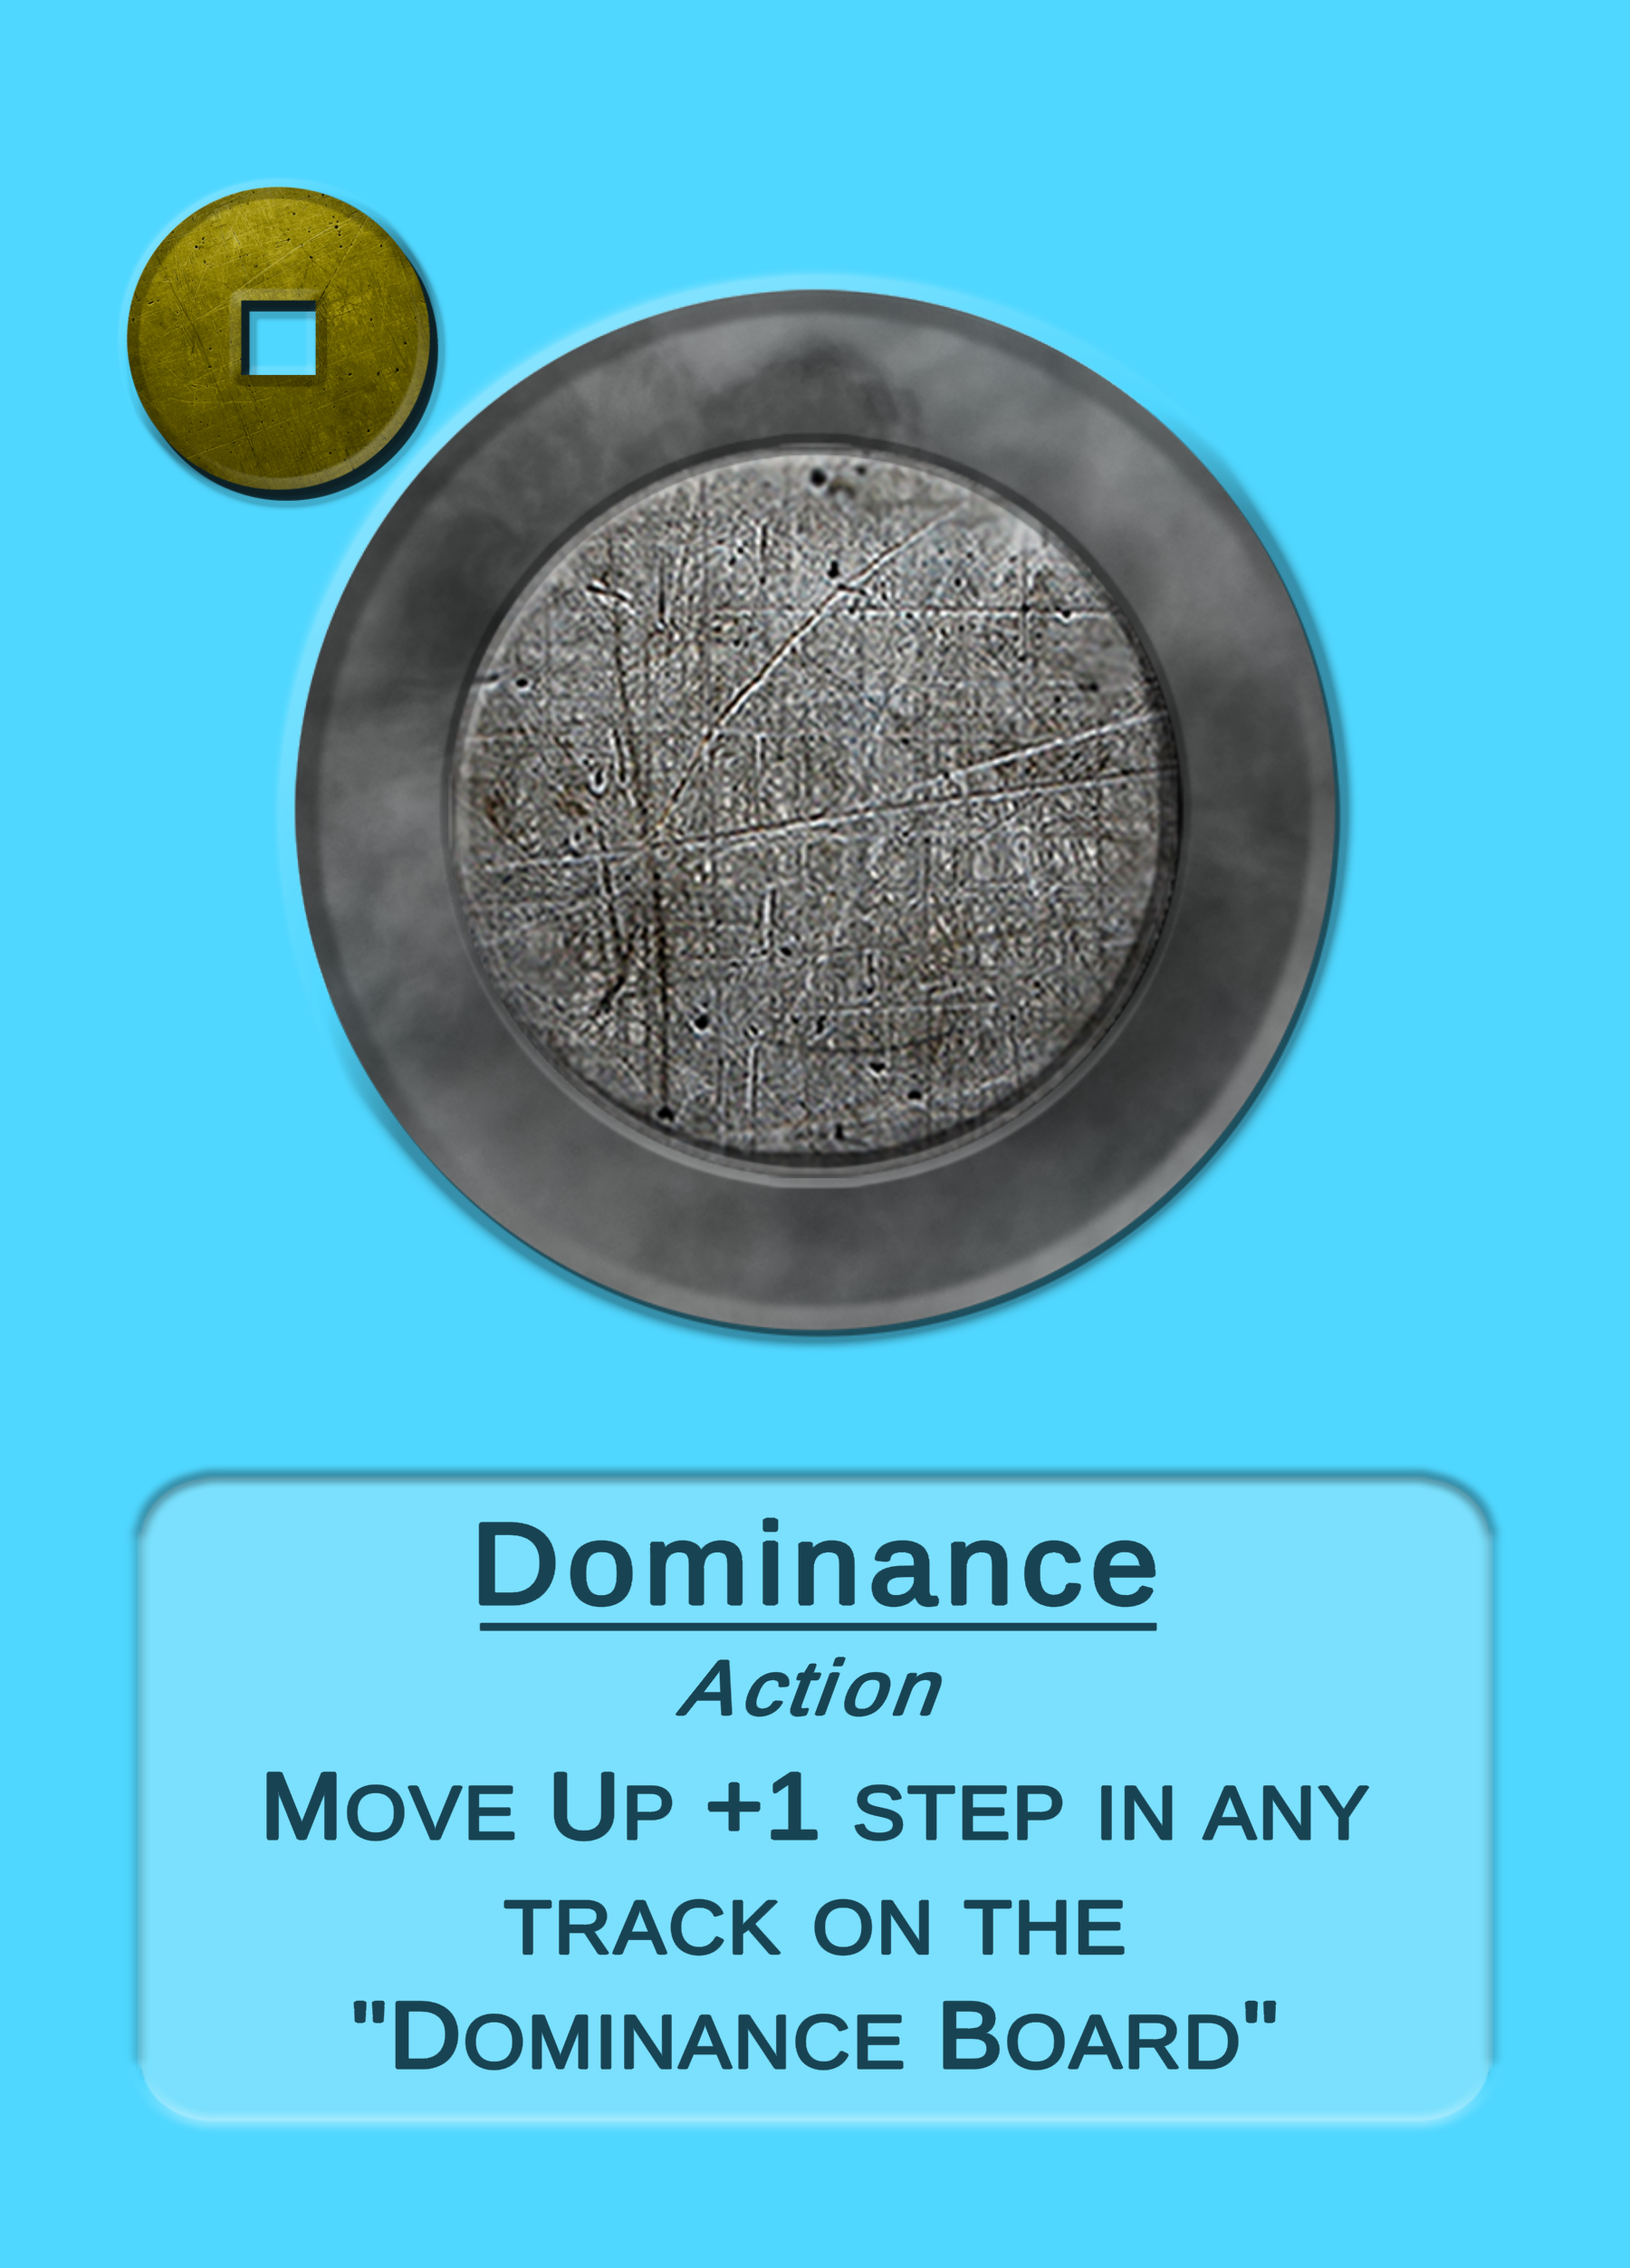 Dominance
Action
Move Up +1 step in any
track on the
"Dominance Board"